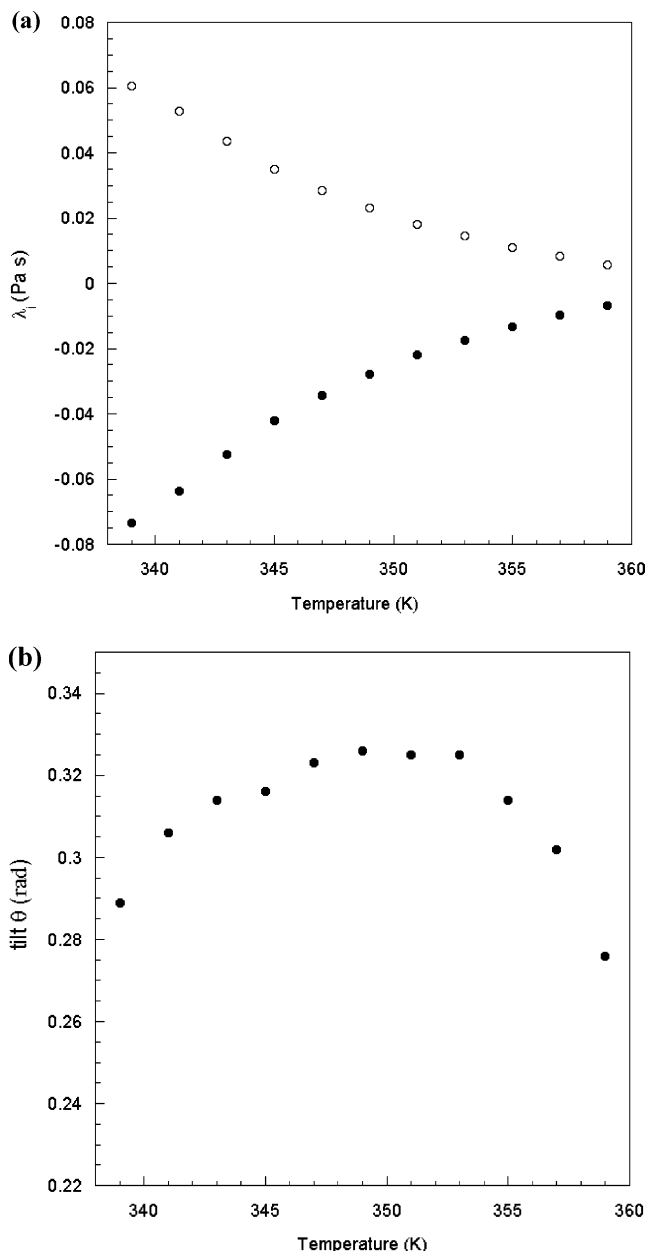 (a)
0.08
0.06
0.04
0.02
0
-0.02
-0.04
-0.06
-0.08
λi (Pa s)
340 345 350 355 360
Temperature (K)
(b)
0.34
0.32
0.3
0.28
0.26
0.24
0.22
tilt θ (rad)
340 345 350 355 360
Temperature (K)